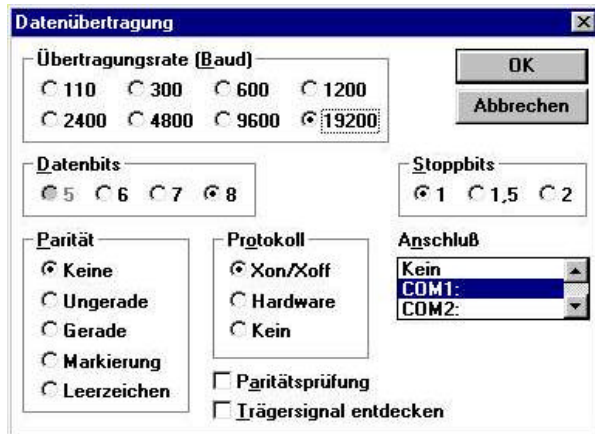 Datenübertragung
Übertragungsrate (Baud)
110 300 600 1200
2400 4800 9600 19200
OK
Abbrechen
Datenbits
5 6 7 8
Stoppbits
1 1,5 2
Parität
Keine
Ungerade
Gerade
Markierung
Leerzeichen
Protokoll
Xon/Xoff
Hardware
Kein
Anschluß
Kein
COM1:
COM2:
Paritätsprüfung
Trägersignal entdecken